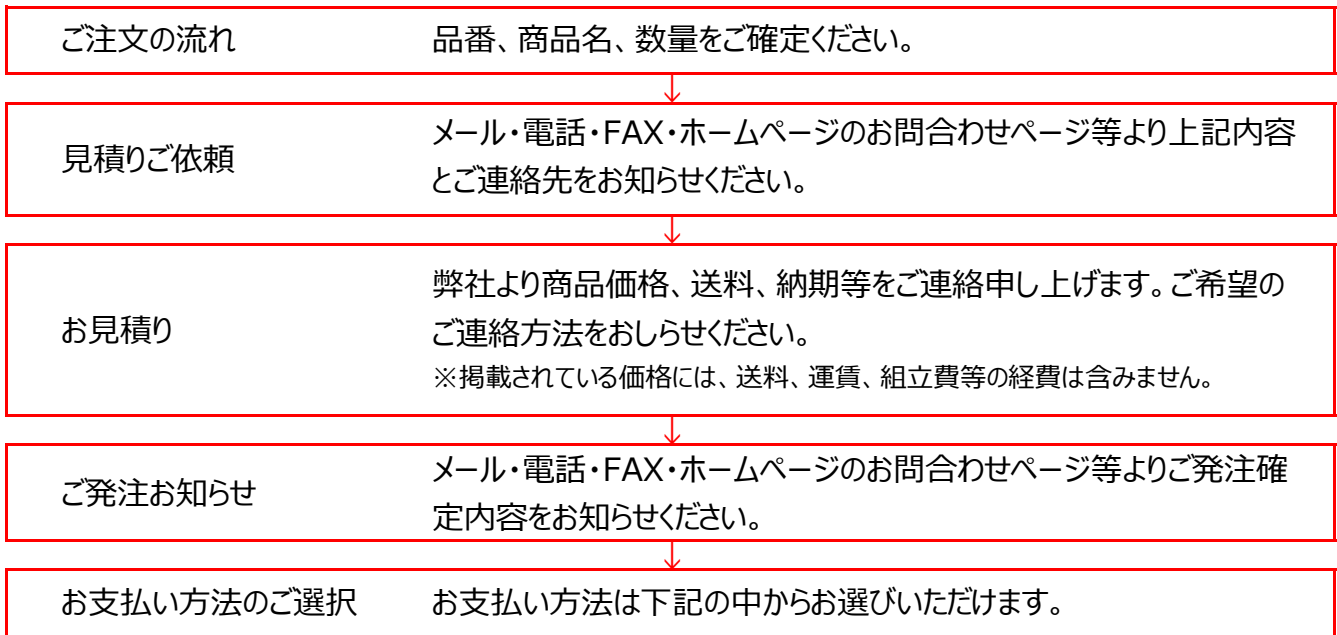 ご注文の流れ 品番、商品名、数量をご確定ください。
↓
メール・電話・FAX・ホームページのお問合わせページ等より上記内容
見積りご依頼
とご連絡先をお知らせください。
↓
弊社より商品価格、送料、納期等をご連絡申し上げます。ご希望の
お見積り
ご連絡方法をおしらせください。
※掲載されている価格には、送料、運賃、組立費等の経費は含みません。
↓
メール・電話・FAX・ホームページのお問合わせページ等よりご発注確
ご発注お知らせ
定内容をお知らせください。
↓
お支払い方法のご選択 お支払い方法は下記の中からお選びいただけます。